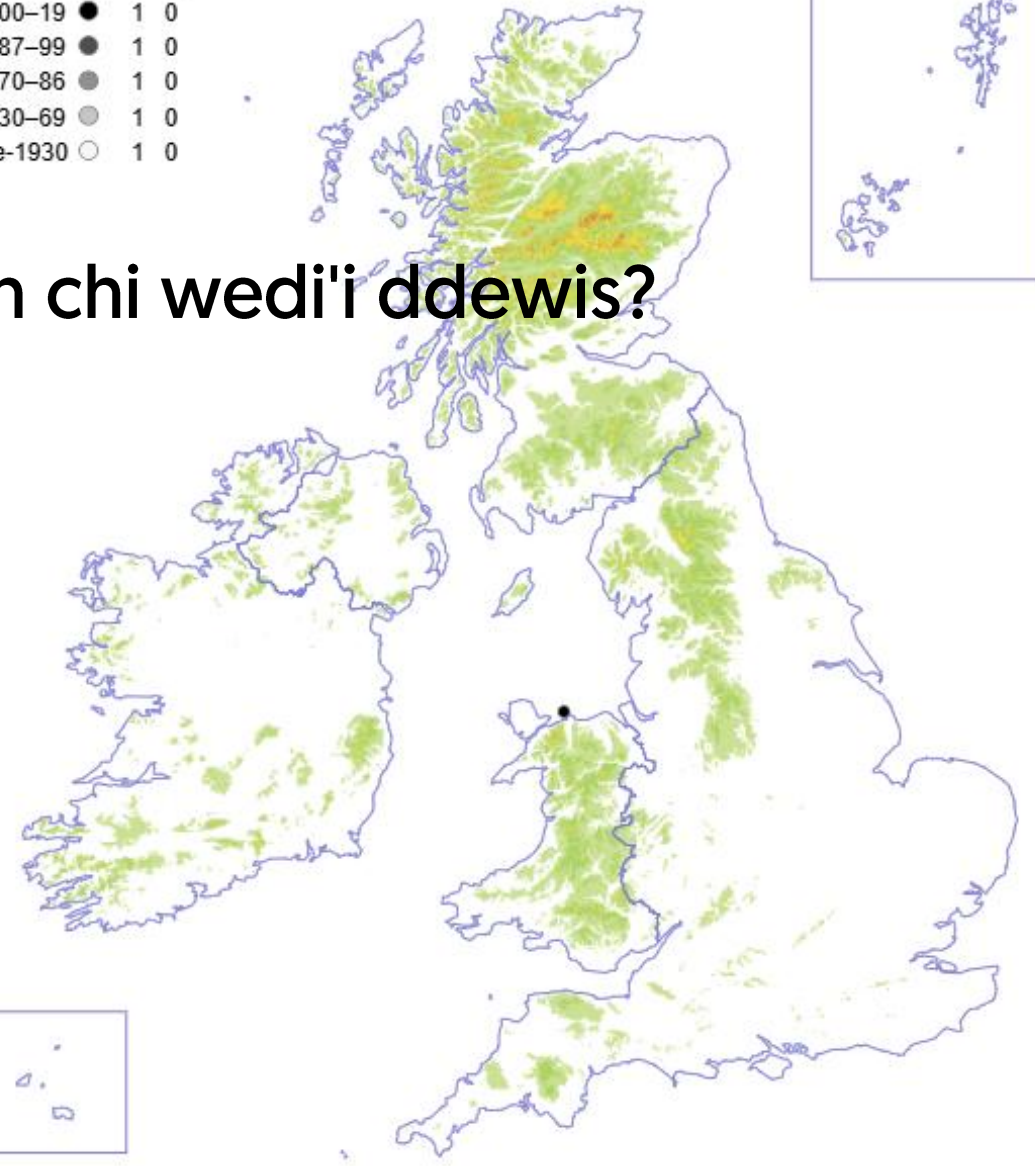 00–19 ● 1 0
87–99 ● 1 0
70–86 ● 1 0
30–69 ● 1 0
e-1930 ○ 1 0
chi wedi'i ddewis?